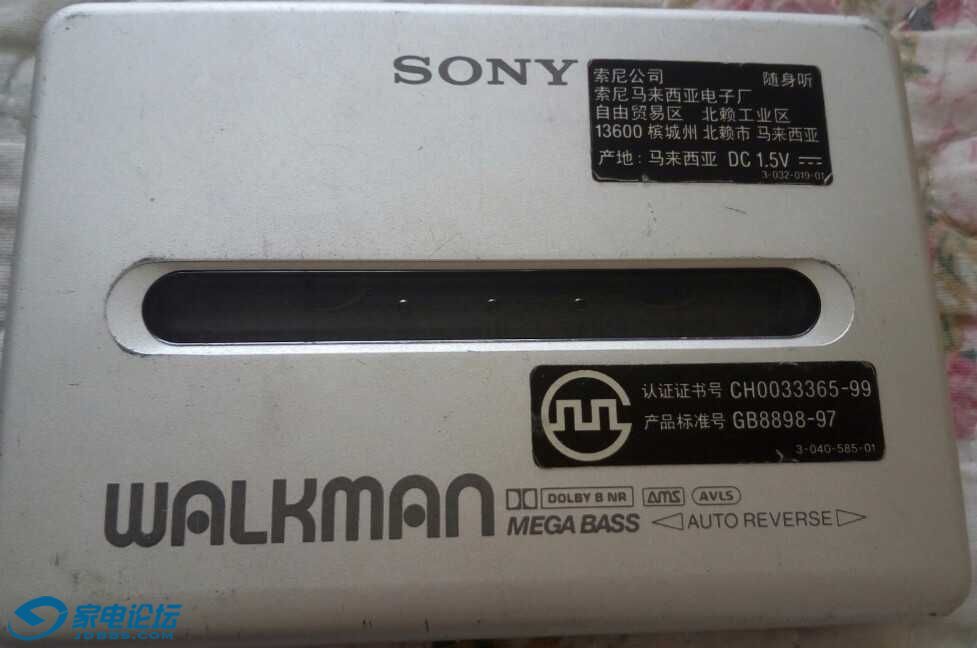 SONY
索尼公司 随身听
索尼马来西亚电子厂
自由贸易区 北赖工业区
13600 槟城州 北赖市 马来西亚
产地: 马来西亚 DC 1.5V
3-032-019-01
认证证书号 CH0033365-99
产品标准号 GB8898-97
3-040-585-01
WALKMAN
DOLBY B NR AMS AVLS
MEGA BASS AUTO REVERSE
家电论坛
JDBBS.COM